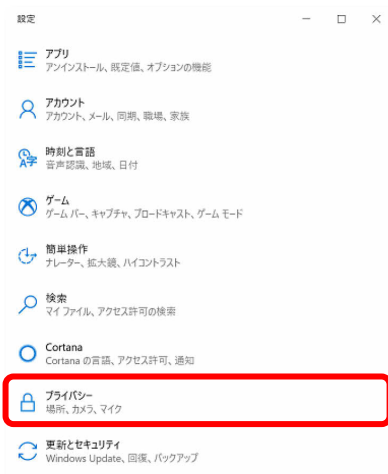 設定
アプリ
アンインストール、既定値、オプションの機能
アカウント
アカウント、メール、同期、職場、家族
時刻と言語
音声認識、地域、日付
ゲーム
ゲーム バー、キャプチャ、ブロードキャスト、ゲーム モード
簡単操作
ナレーター、拡大鏡、ハイコントラスト
検索
マイ ファイル、アクセス許可の検索
Cortana
Cortana の言語、アクセス許可、通知
プライバシー
場所、カメラ、マイク
更新とセキュリティ
Windows Update、回復、バックアップ